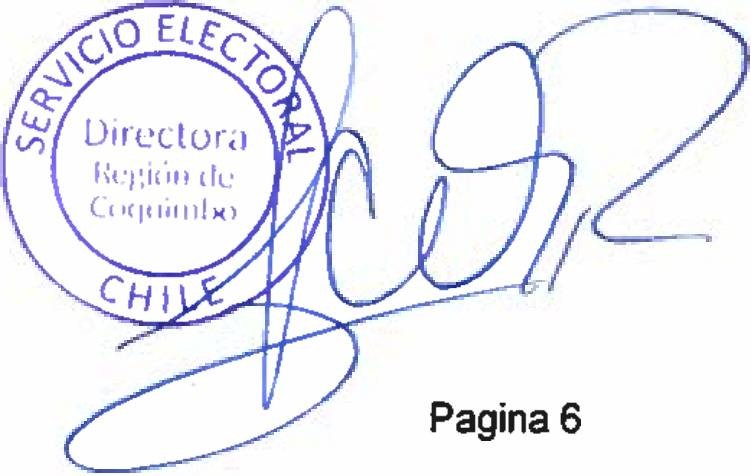 SERVICIO ELECTORAL
Directora
Región de
Coquimbo
CHILE
Pagina 6